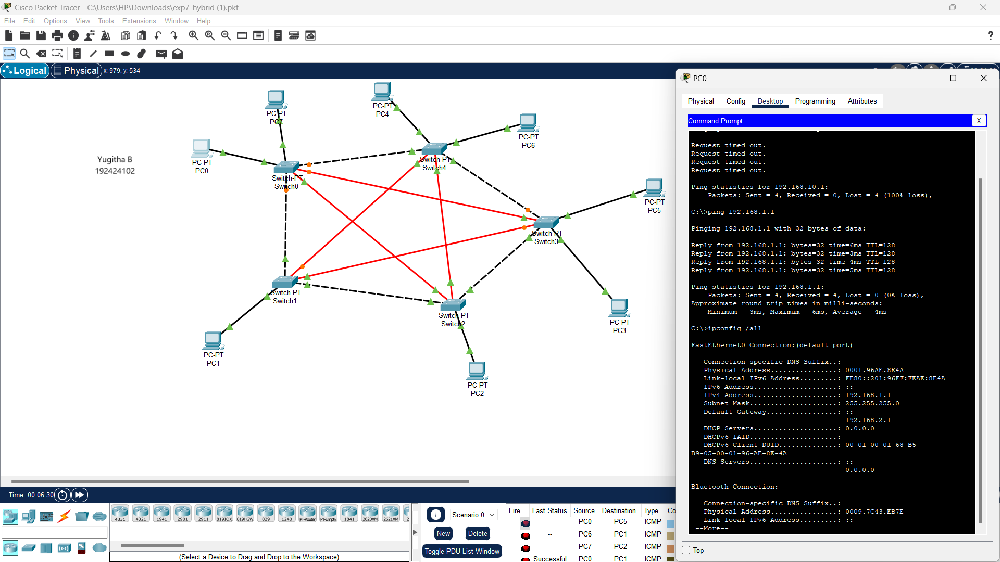 Cisco Packet Tracer - C:\Users\HP\Downloads\exp7_hybrid (1).pkt
File Edit Options View Tools Extensions Window Help
Logical Physical x: 979, y: 534
Yugitha B
192424102
PC-PT
PC7
PC-PT
PC4
PC-PT
PC6
PC-PT
PC0
Switch-PT
Switch4
Switch-PT
Switch0
PC-PT
PC5
Switch-PT
Switch3
Switch-PT
Switch1
Switch-PT
Switch2
PC-PT
PC3
PC-PT
PC1
PC-PT
PC2
PC0
Physical Config Desktop Programming Attributes
Command Prompt
X
Request timed out.
Request timed out.
Request timed out.
Request timed out.
Ping statistics for 192.168.10.1:
Packets: Sent = 4, Received = 0, Lost = 4 (100% loss),
C:\>ping 192.168.1.1
Pinging 192.168.1.1 with 32 bytes of data:
Reply from 192.168.1.1: bytes=32 time=6ms TTL=128
Reply from 192.168.1.1: bytes=32 time=3ms TTL=128
Reply from 192.168.1.1: bytes=32 time=4ms TTL=128
Reply from 192.168.1.1: bytes=32 time=5ms TTL=128
Ping statistics for 192.168.1.1:
Packets: Sent = 4, Received = 4, Lost = 0 (0% loss),
Approximate round trip times in milli-seconds:
Minimum = 3ms, Maximum = 6ms, Average = 4ms
C:\>ipconfig /all
FastEthernet0 Connection:(default port)
Connection-specific DNS Suffix..:
Physical Address................: 0001.96AE.8E4A
Link-local IPv6 Address.........: FE80::201:96FF:FEAE:8E4A
IPv6 Address....................: ::
IPv4 Address....................: 192.168.1.1
Subnet Mask.....................: 255.255.255.0
Default Gateway.................: ::
192.168.2.1
DHCP Servers....................: 0.0.0.0
DHCPv6 IAID.....................:
DHCPv6 Client DUID..............: 00-01-00-01-68-B5-
B9-05-00-01-96-AE-8E-4A
DNS Servers.....................: ::
0.0.0.0
Bluetooth Connection:
Connection-specific DNS Suffix..:
Physical Address................: 0009.7C43.EB7E
Link-local IPv6 Address.........: ::
--More--
Top
Time: 00:06:30
4331 4321 1941 2901 2911 819IOX 819HGW 829 1240 PT-Router PT-Empty 1841 2620XM 2621XM
(Select a Device to Drag and Drop to the Workspace)
Scenario 0
New Delete
Toggle PDU List Window
Fire Last Status Source Destination Type Co
-- PC0 PC5 ICMP
-- PC6 PC1 ICMP
-- PC7 PC2 ICMP
Successful PC0 PC1 ICMP